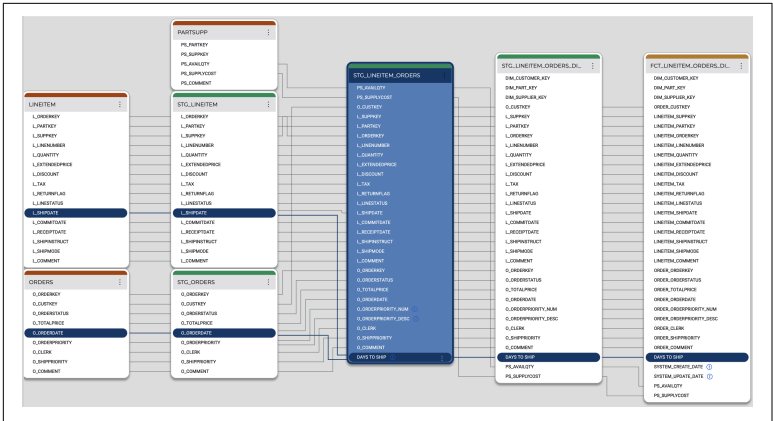 PARTSUPP
PS_PARTKEY
PS_SUPPKEY
PS_AVAILQTY
PS_SUPPLYCOST
PS_COMMENT
LINEITEM
L_ORDERKEY
L_PARTKEY
L_SUPPKEY
L_LINENUMBER
L_QUANTITY
L_EXTENDEDPRICE
L_DISCOUNT
L_TAX
L_RETURNFLAG
L_LINESTATUS
L_SHIPDATE
L_COMMITDATE
L_RECEIPTDATE
L_SHIPINSTRUCT
L_SHIPMODE
L_COMMENT
ORDERS
O_ORDERKEY
O_CUSTKEY
O_ORDERSTATUS
O_TOTALPRICE
O_ORDERDATE
O_ORDERPRIORITY
O_CLERK
O_SHIPPRIORITY
O_COMMENT
STG_LINEITEM
L_ORDERKEY
L_PARTKEY
L_SUPPKEY
L_LINENUMBER
L_QUANTITY
L_EXTENDEDPRICE
L_DISCOUNT
L_TAX
L_RETURNFLAG
L_LINESTATUS
L_SHIPDATE
L_COMMITDATE
L_RECEIPTDATE
L_SHIPINSTRUCT
L_SHIPMODE
L_COMMENT
STG_ORDERS
O_ORDERKEY
O_CUSTKEY
O_ORDERSTATUS
O_TOTALPRICE
O_ORDERDATE
O_ORDERPRIORITY
O_CLERK
O_SHIPPRIORITY
O_COMMENT
STG_LINEITEM_ORDERS
PS_AVAILQTY
PS_SUPPLYCOST
O_CUSTKEY
L_SUPPKEY
L_PARTKEY
L_ORDERKEY
L_LINENUMBER
L_QUANTITY
L_EXTENDEDPRICE
L_DISCOUNT
L_TAX
L_RETURNFLAG
L_LINESTATUS
L_SHIPDATE
L_COMMITDATE
L_RECEIPTDATE
L_SHIPINSTRUCT
L_SHIPMODE
L_COMMENT
O_ORDERKEY
O_ORDERSTATUS
O_TOTALPRICE
O_ORDERDATE
O_ORDERPRIORITY_NUM
O_ORDERPRIORITY_DESC
O_CLERK
O_SHIPPRIORITY
O_COMMENT
DAYS TO SHIP
STG_LINEITEM_ORDERS_DI...
DIM_CUSTOMER_KEY
DIM_PART_KEY
DIM_SUPPLIER_KEY
O_CUSTKEY
L_SUPPKEY
L_PARTKEY
L_ORDERKEY
L_LINENUMBER
L_QUANTITY
L_EXTENDEDPRICE
L_DISCOUNT
L_TAX
L_RETURNFLAG
L_LINESTATUS
L_SHIPDATE
L_COMMITDATE
L_RECEIPTDATE
L_SHIPINSTRUCT
L_SHIPMODE
L_COMMENT
O_ORDERKEY
O_ORDERSTATUS
O_TOTALPRICE
O_ORDERDATE
O_ORDERPRIORITY_NUM
O_ORDERPRIORITY_DESC
O_CLERK
O_SHIPPRIORITY
O_COMMENT
DAYS TO SHIP
PS_AVAILQTY
PS_SUPPLYCOST
FCT_LINEITEM_ORDERS_DI...
DIM_CUSTOMER_KEY
DIM_PART_KEY
DIM_SUPPLIER_KEY
ORDER_CUSTKEY
LINEITEM_SUPPKEY
LINEITEM_PARTKEY
LINEITEM_ORDERKEY
LINEITEM_LINENUMBER
LINEITEM_QUANTITY
LINEITEM_EXTENDEDPRICE
LINEITEM_DISCOUNT
LINEITEM_TAX
LINEITEM_RETURNFLAG
LINEITEM_LINESTATUS
LINEITEM_SHIPDATE
LINEITEM_COMMITDATE
LINEITEM_RECEIPTDATE
LINEITEM_SHIPINSTRUCT
LINEITEM_SHIPMODE
LINEITEM_COMMENT
ORDER_ORDERKEY
ORDER_ORDERSTATUS
ORDER_TOTALPRICE
ORDER_ORDERDATE
ORDER_ORDERPRIORITY_NUM
ORDER_ORDERPRIORITY_DESC
ORDER_CLERK
ORDER_SHIPPRIORITY
ORDER_COMMENT
DAYS TO SHIP
SYSTEM_CREATE_DATE
SYSTEM_UPDATE_DATE
PS_AVAILQTY
PS_SUPPLYCOST